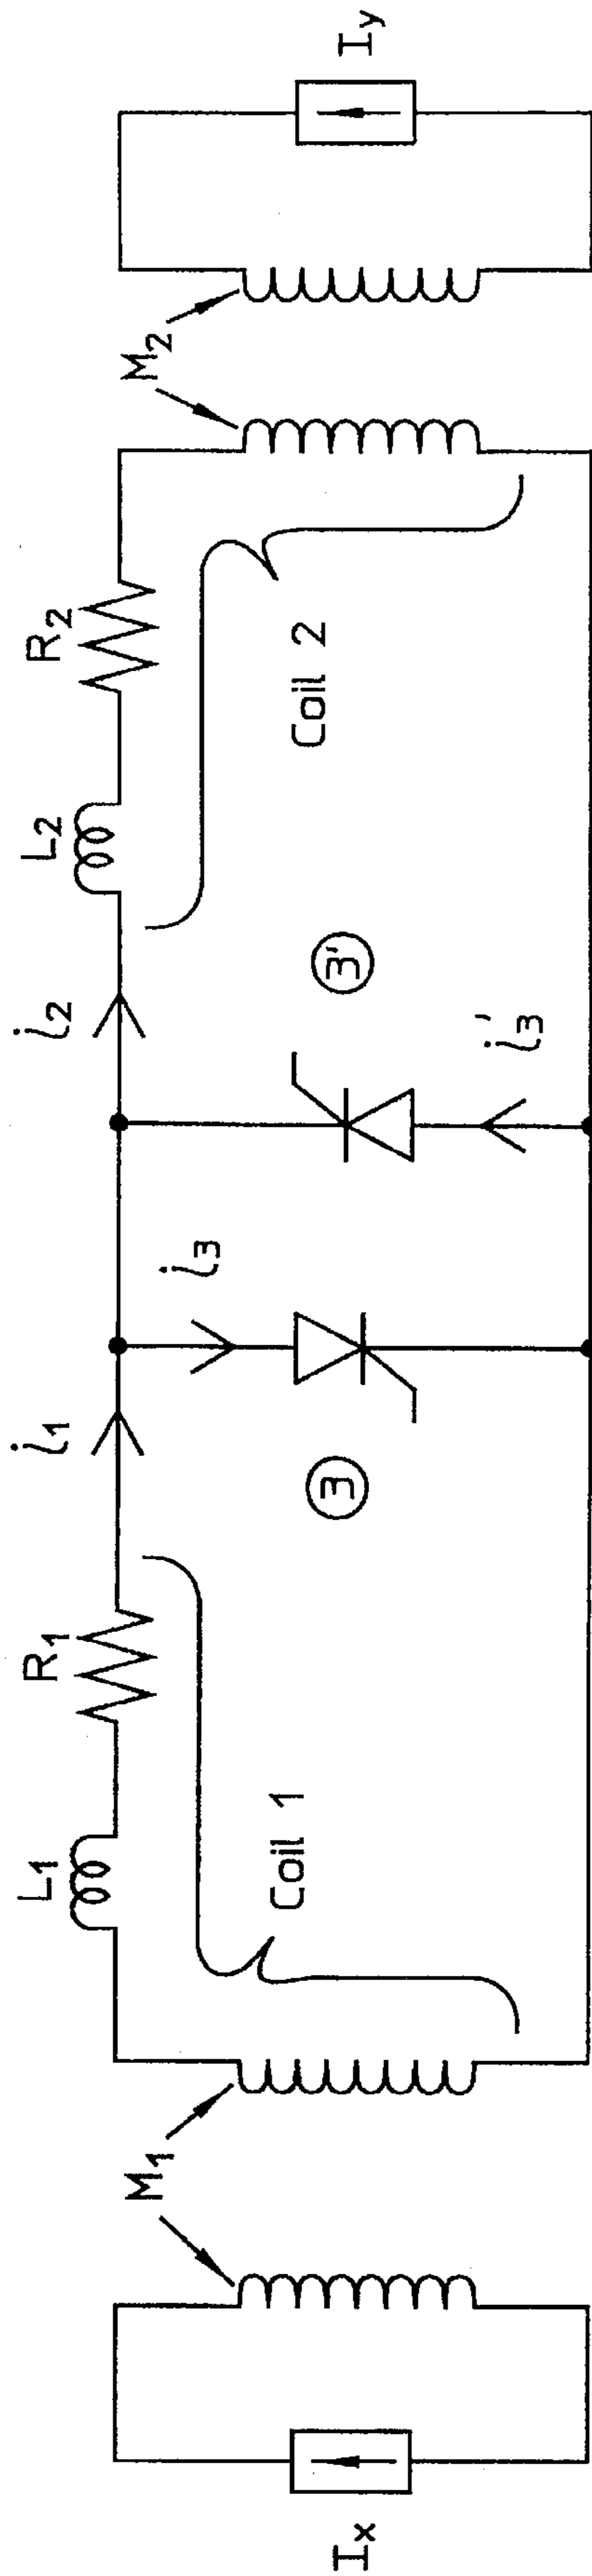 Iₓ
M₁
L₁
R₁
Coil 1
i₁
3
i₃
i₂
3'
i₃'
L₂
R₂
Coil 2
M₂
Iy